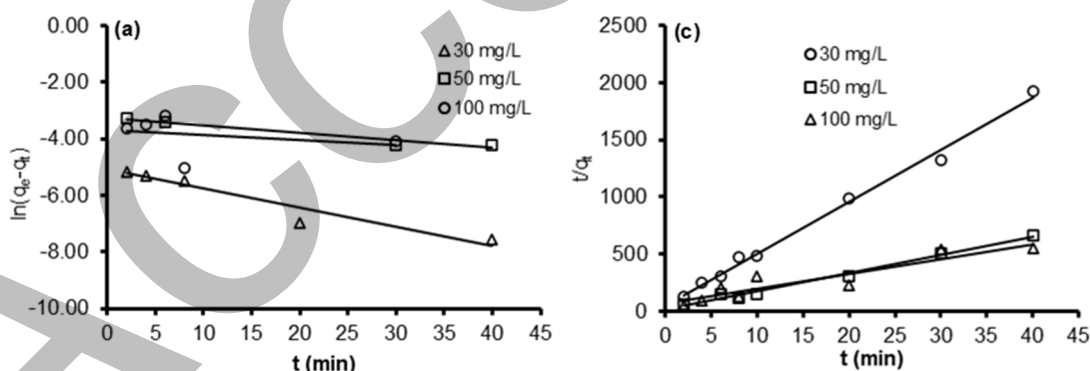 (a)
30 mg/L
50 mg/L
100 mg/L
0.00
-2.00
-4.00
-6.00
-8.00
-10.00
ln(qe-qt)
0 5 10 15 20 25 30 35 40 45
t (min)
(c)
30 mg/L
50 mg/L
100 mg/L
2500
2000
1500
1000
500
0
t/qt
0 5 10 15 20 25 30 35 40 45
t (min)